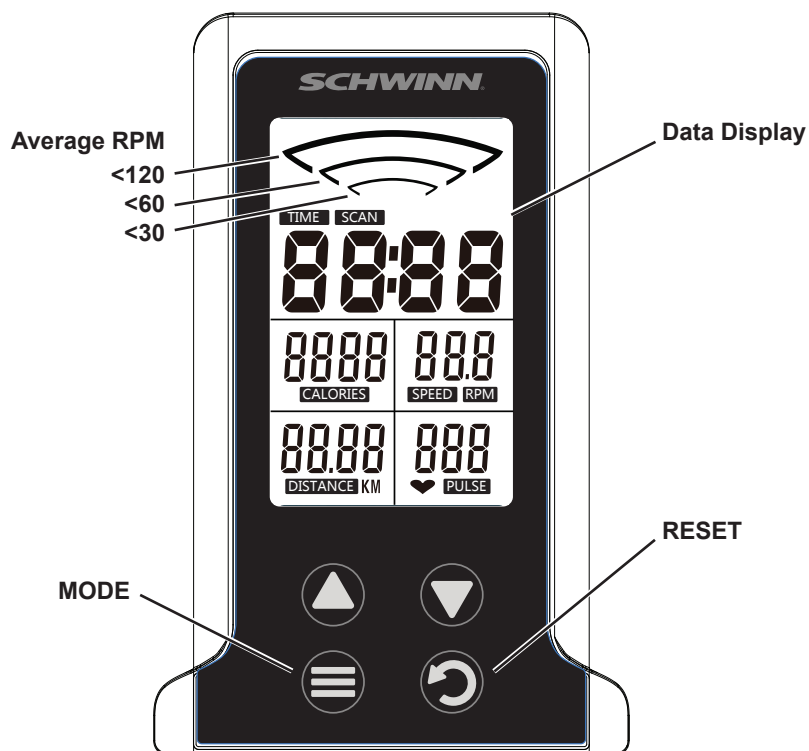 SCHWINN
Average RPM
<120
<60
<30
Data Display
TIME SCAN
88:88
8888
CALORIES
88.8
SPEED RPM
88.88
DISTANCE KM
888
PULSE
MODE
RESET